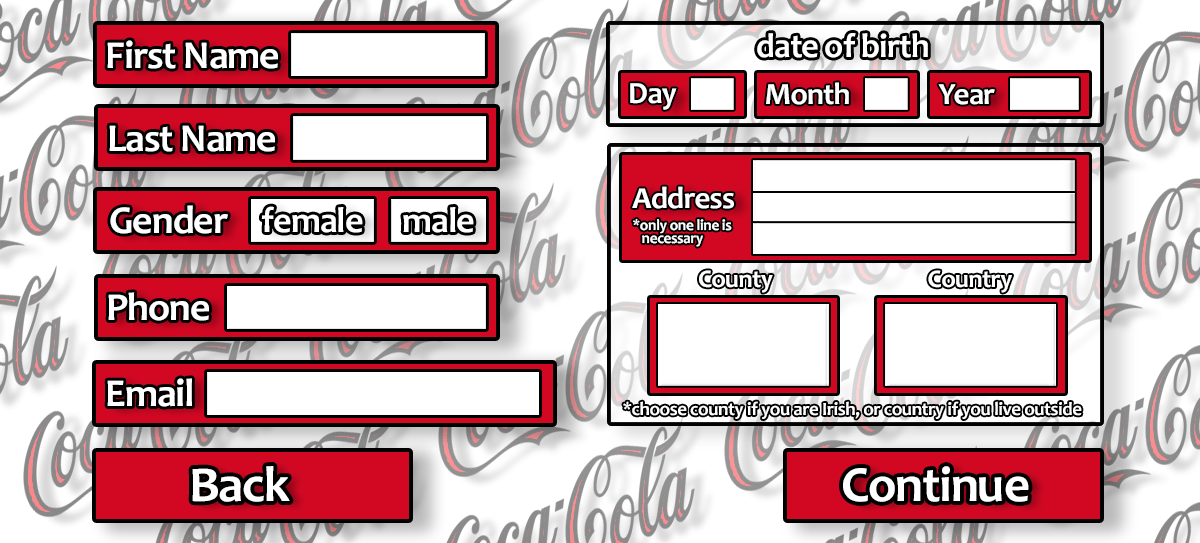 First Name
Last Name
Gender female male
Phone
Email
Back
date of birth
Day Month Year
Address
*only one line is
necessary
County Country
*choose county if you are Irish, or country if you live outside
Continue
Coca-Cola